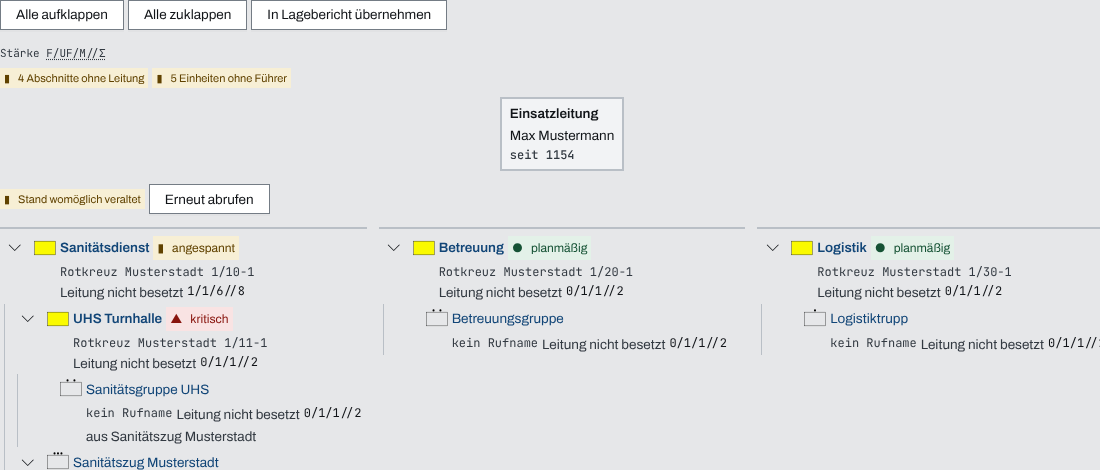 Alle aufklappen Alle zuklappen In Lagebericht übernehmen
Stärke F/UF/M//Σ
4 Abschnitte ohne Leitung 5 Einheiten ohne Führer
Einsatzleitung
Max Mustermann
seit 1154
Stand womöglich veraltet Erneut abrufen
Sanitätsdienst angespannt
Rotkreuz Musterstadt 1/10-1
Leitung nicht besetzt 1/1/6//8
UHS Turnhalle kritisch
Rotkreuz Musterstadt 1/11-1
Leitung nicht besetzt 0/1/1//2
Sanitätsgruppe UHS
kein Rufname Leitung nicht besetzt 0/1/1//2
aus Sanitätszug Musterstadt
Sanitätszug Musterstadt
Betreuung planmäßig
Rotkreuz Musterstadt 1/20-1
Leitung nicht besetzt 0/1/1//2
Betreuungsgruppe
kein Rufname Leitung nicht besetzt 0/1/1//2
Logistik planmäßig
Rotkreuz Musterstadt 1/30-1
Leitung nicht besetzt 0/1/1//2
Logistiktrupp
kein Rufname Leitung nicht besetzt 0/1/1//